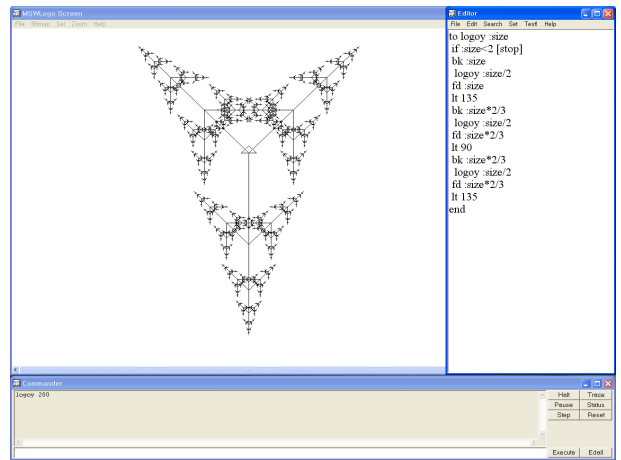 MSWLogo Screen
File Bitmap Set Zoom Help
Editor
File Edit Search Set Test! Help
to logoy :size
if :size<2 [stop]
bk :size
logoy :size/2
fd :size
lt 135
bk :size*2/3
logoy :size/2
fd :size*2/3
lt 90
bk :size*2/3
logoy :size/2
fd :size*2/3
lt 135
end
Commander
logoy 200
Halt Trace
Pause Status
Step Reset
Execute Edall